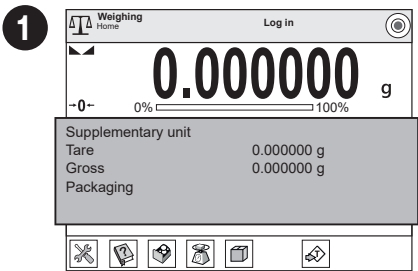 1
Weighing
Home
Log in
0.000000 g
→0←
0% 100%
Supplementary unit
Tare 0.000000 g
Gross 0.000000 g
Packaging
T